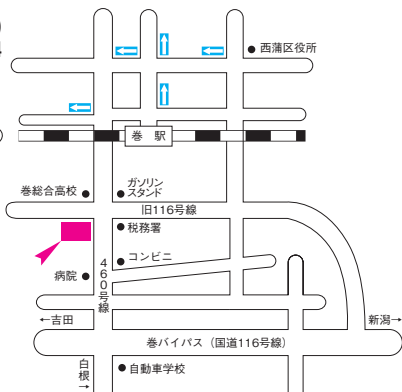 西蒲区役所
巻駅
巻総合高校
ガソリン
スタンド
旧116号線
税務署
コンビニ
病院
460号線
←吉田
新潟→
巻バイパス（国道116号線）
白根→
自動車学校